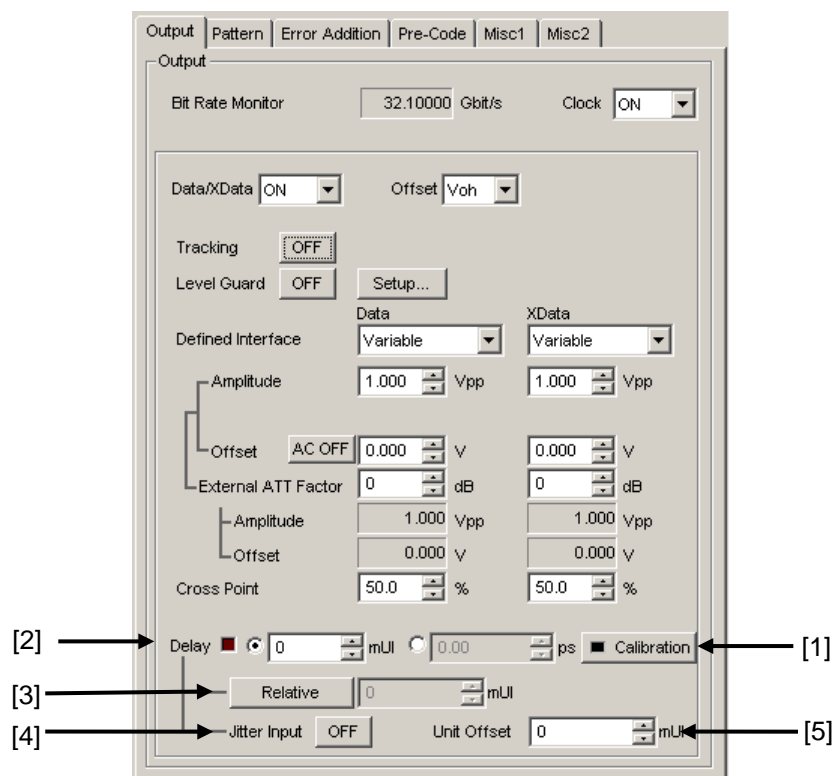 Output Pattern Error Addition Pre-Code Misc1 Misc2
Output
Bit Rate Monitor 32.10000 Gbit/s Clock ON
Data/XData ON Offset Voh
Tracking OFF
Level Guard OFF Setup...
Data XData
Defined Interface Variable Variable
Amplitude 1.000 Vpp 1.000 Vpp
Offset AC OFF 0.000 V 0.000 V
External ATT Factor 0 dB 0 dB
Amplitude 1.000 Vpp 1.000 Vpp
Offset 0.000 V 0.000 V
Cross Point 50.0 % 50.0 %
[2] Delay 0 mUI 0.00 ps Calibration [1]
[3] Relative 0 mUI
[4] Jitter Input OFF Unit Offset 0 mUI [5]